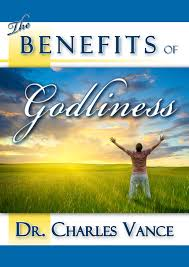 The
BENEFITS OF
Godliness
DR. CHARLES VANCE